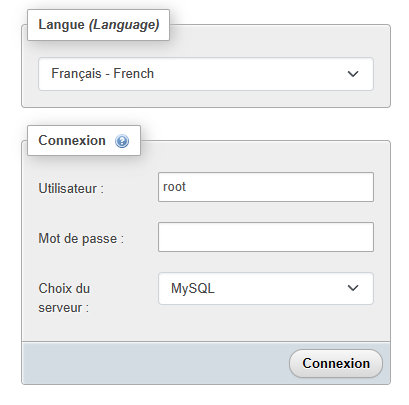 Langue (Language)
Français - French
Connexion
Utilisateur :
root
Mot de passe :
Choix du
serveur :
MySQL
Connexion